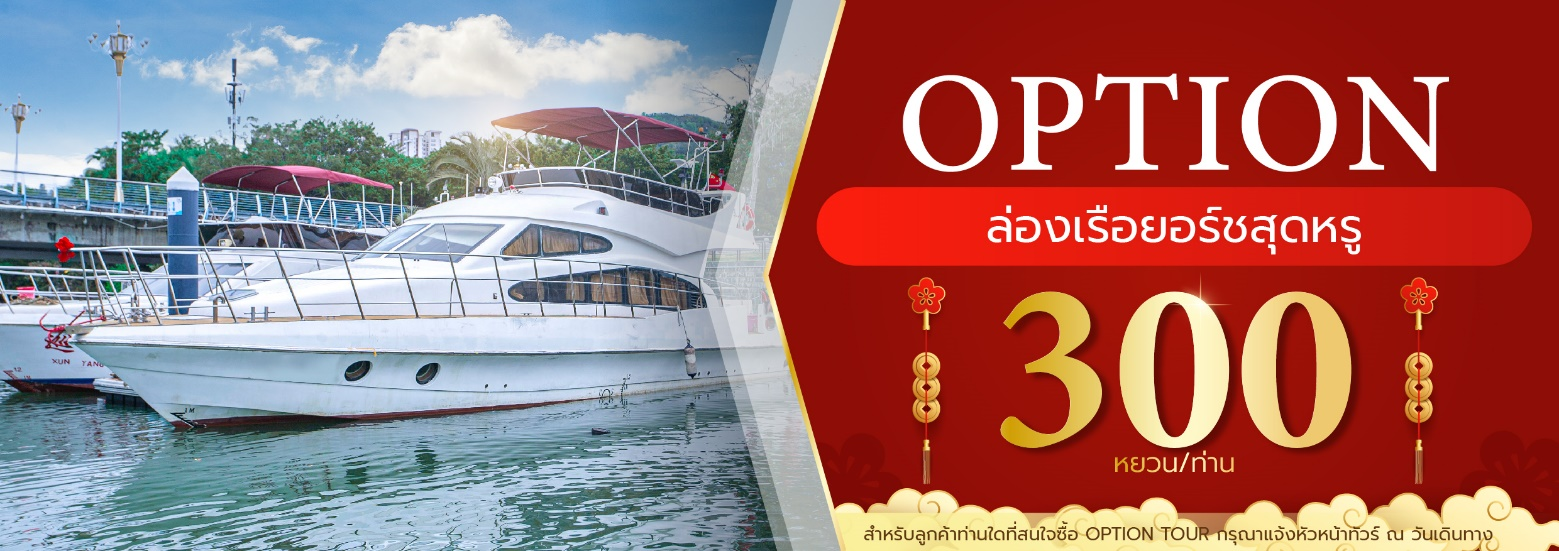 OPTION
ล่องเรือยอร์ชสุดหรู
300
หยวน/ท่าน
สำหรับลูกค้าท่านใดที่สนใจซื้อ OPTION TOUR กรุณาแจ้งหัวหน้าทัวร์ ณ วันเดินทาง
XUN TANG